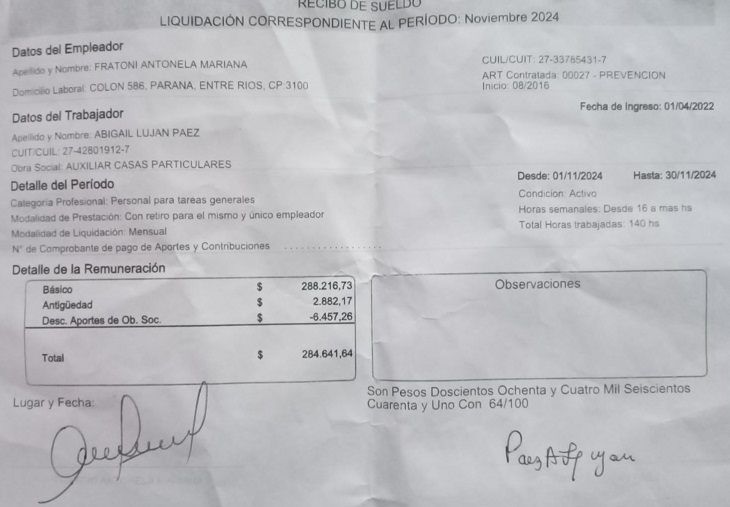 RECIBO DE SUELDO
LIQUIDACIÓN CORRESPONDIENTE AL PERÍODO: Noviembre 2024
Datos del Empleador
Apellido y Nombre: FRATONI ANTONELA MARIANA
CUIL/CUIT: 27-33765431-7
Domicilio Laboral: COLON 586, PARANA, ENTRE RIOS, CP:3100
ART Contratada: 00027 - PREVENCION
Inicio: 08/2016
Fecha de Ingreso: 01/04/2022
Datos del Trabajador
Apellido y Nombre: ABIGAIL LUJAN PAEZ
CUIT/CUIL: 27-42801912-7
Obra Social: AUXILIAR CASAS PARTICULARES
Detalle del Período
Desde: 01/11/2024 Hasta: 30/11/2024
Categoría Profesional: Personal para tareas generales
Condicion: Activo
Modalidad de Prestación: Con retiro para el mismo y único empleador
Horas semanales: Desde 16 a mas hs
Modalidad de Liquidación: Mensual
Total Horas trabajadas: 140 hs
N° de Comprobante de pago de Aportes y Contribuciones ..................
Detalle de la Remuneración
Básico $ 288.216,73
Antigüedad $ 2.882,17
Desc. Aportes de Ob. Soc. $ -6.457,26
Total $ 284.641,64
Observaciones
Son Pesos Doscientos Ochenta y Cuatro Mil Seiscientos
Cuarenta y Uno Con 64/100
Lugar y Fecha:
Paez